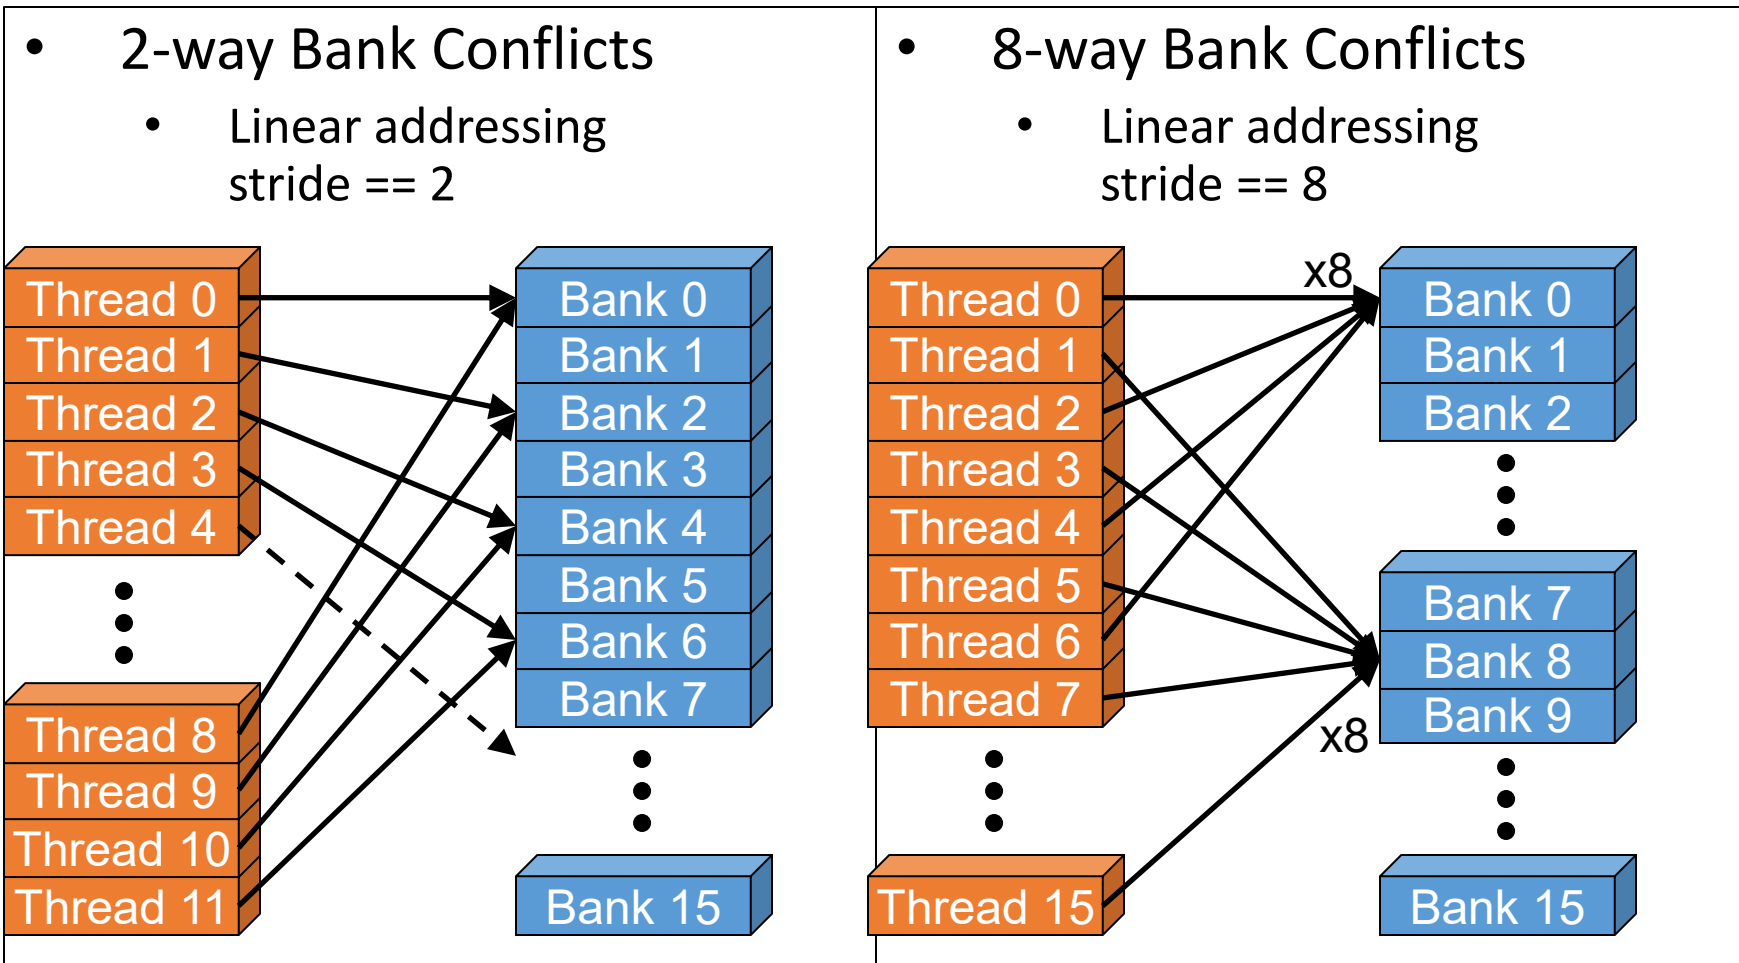 • 2-way Bank Conflicts
• Linear addressing
stride == 2
Thread 0
Thread 1
Thread 2
Thread 3
Thread 4
Thread 8
Thread 9
Thread 10
Thread 11
Bank 0
Bank 1
Bank 2
Bank 3
Bank 4
Bank 5
Bank 6
Bank 7
Bank 15
• 8-way Bank Conflicts
• Linear addressing
stride == 8
Thread 0
Thread 1
Thread 2
Thread 3
Thread 4
Thread 5
Thread 6
Thread 7
Thread 15
x8
x8
Bank 0
Bank 1
Bank 2
Bank 7
Bank 8
Bank 9
Bank 15